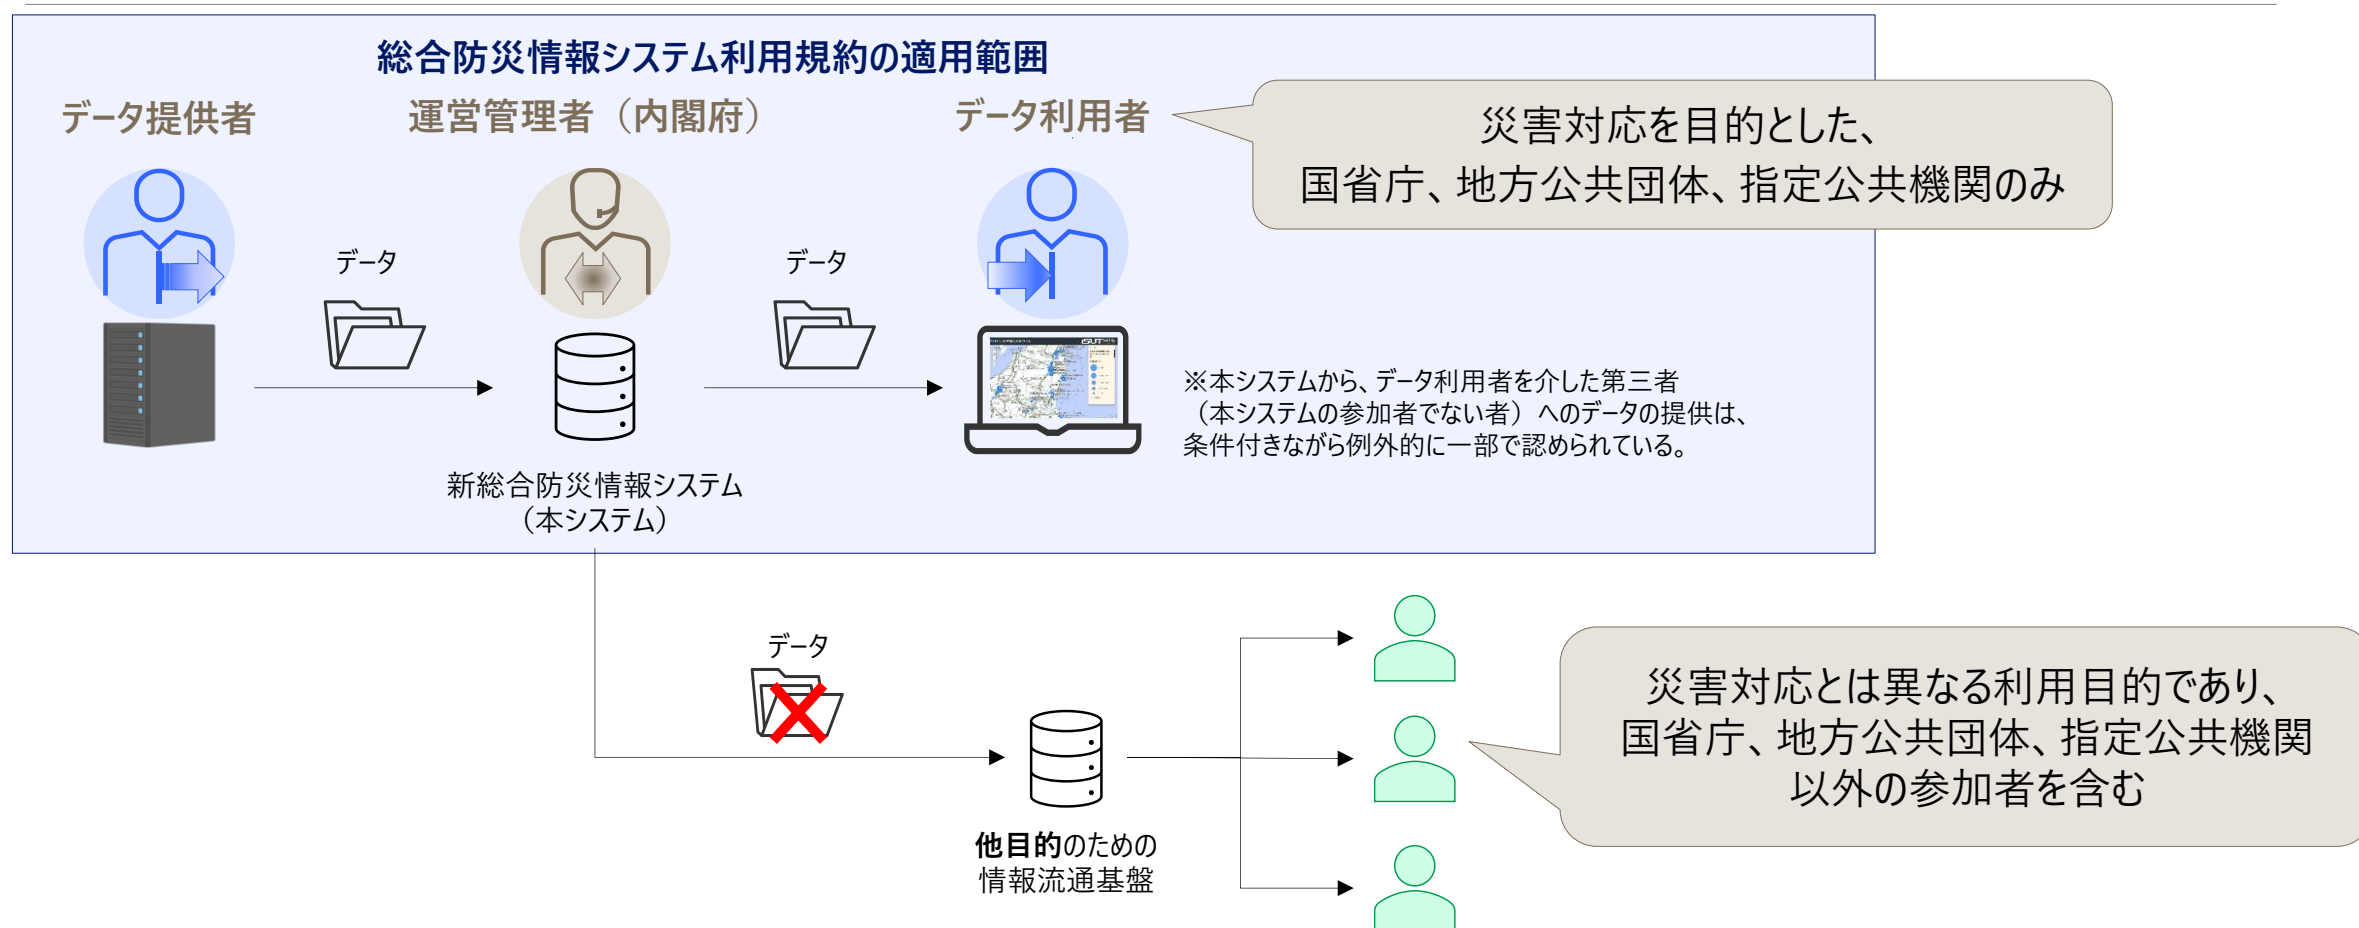 総合防災情報システム利用規約の適用範囲
データ提供者
運営管理者（内閣府）
データ利用者
災害対応を目的とした、
国省庁、地方公共団体、指定公共機関のみ
データ
データ
※本システムから、データ利用者を介した第三者
（本システムの参加者でない者）へのデータの提供は、
条件付きながら例外的に一部で認められている。
新総合防災情報システム
（本システム）
データ
他目的のための
情報流通基盤
災害対応とは異なる利用目的であり、
国省庁、地方公共団体、指定公共機関
以外の参加者を含む